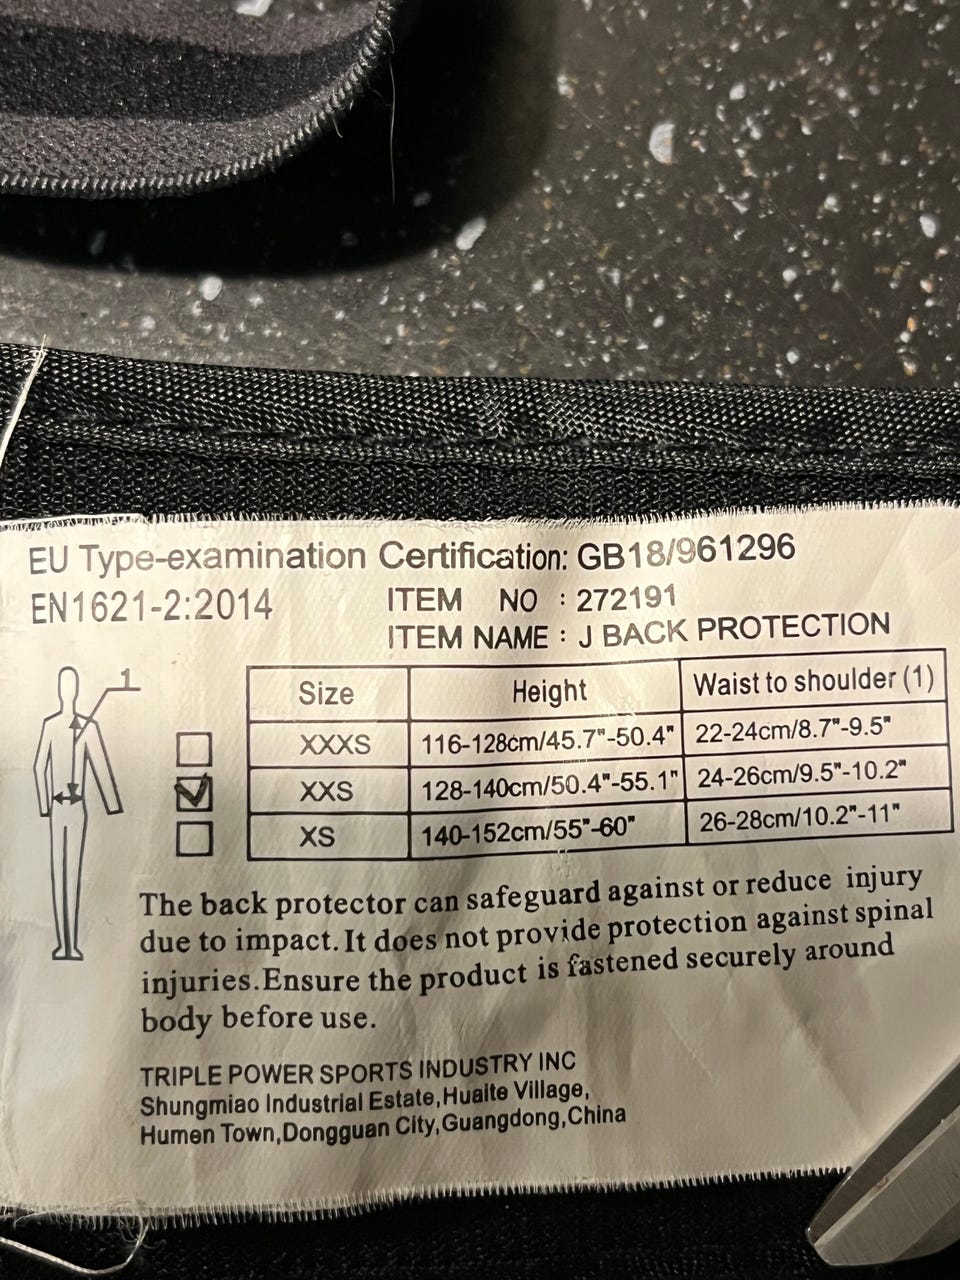 EU Type-examination Certification: GB18/961296
EN1621-2:2014
ITEM NO : 272191
ITEM NAME : J BACK PROTECTION
1
Size Height Waist to shoulder (1)
XXXS 116-128cm/45.7"-50.4" 22-24cm/8.7"-9.5"
XXS 128-140cm/50.4"-55.1" 24-26cm/9.5"-10.2"
XS 140-152cm/55"-60" 26-28cm/10.2"-11"
The back protector can safeguard against or reduce injury
due to impact.It does not provide protection against spinal
injuries.Ensure the product is fastened securely around
body before use.
TRIPLE POWER SPORTS INDUSTRY INC
Shungmiao Industrial Estate,Huaite Village,
Humen Town,Dongguan City,Guangdong,China